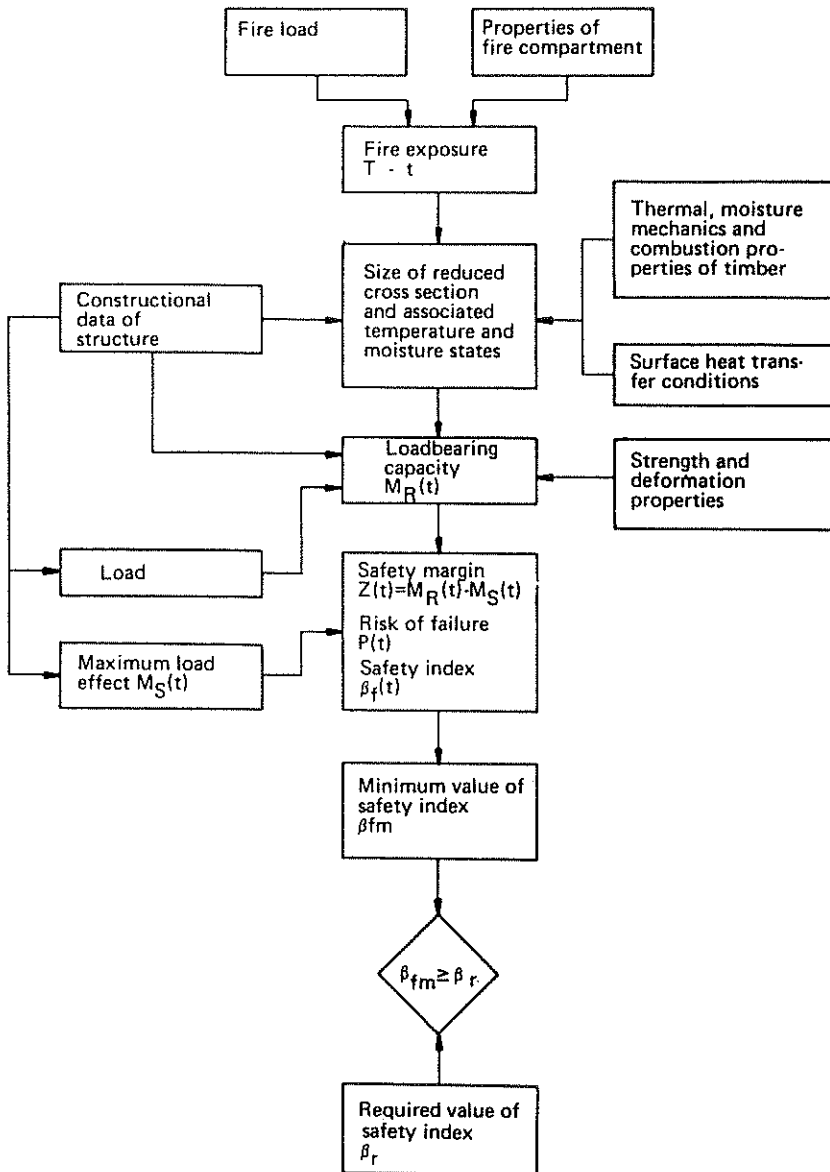 Fire load
Properties of
fire compartment
Fire exposure
T - t
Thermal, moisture
mechanics and
combustion pro-
perties of timber
Size of reduced
cross section
and associated
temperature and
moisture states
Constructional
data of
structure
Surface heat trans-
fer conditions
Loadbearing
capacity
M_R(t)
Strength and
deformation
properties
Load
Safety margin
Z(t)=M_R(t)-M_S(t)
Risk of failure
P(t)
Safety index
β_f(t)
Maximum load
effect M_S(t)
Minimum value of
safety index
βfm
β_fm ≥ β_r.
Required value of
safety index
β_r